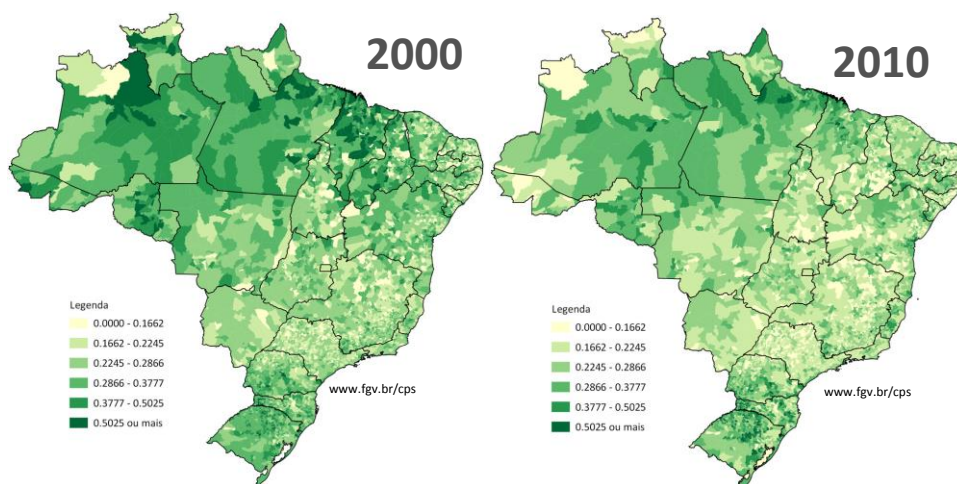 2000
Legenda
0.0000 - 0.1662
0.1662 - 0.2245
0.2245 - 0.2866
0.2866 - 0.3777
0.3777 - 0.5025
0.5025 ou mais
www.fgv.br/cps
2010
Legenda
0.0000 - 0.1662
0.1662 - 0.2245
0.2245 - 0.2866
0.2866 - 0.3777
0.3777 - 0.5025
0.5025 ou mais
www.fgv.br/cps